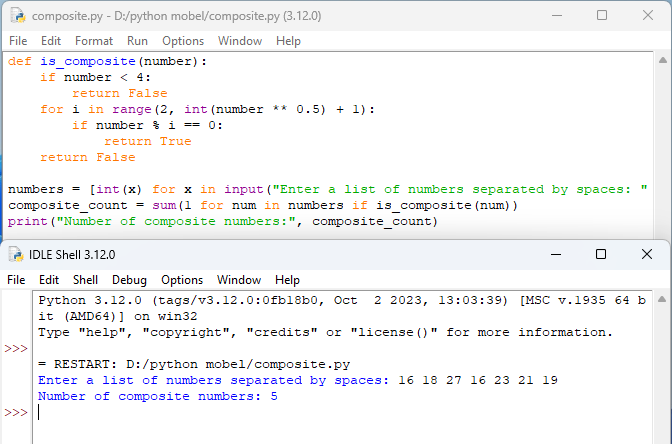 composite.py - D:/python mobel/composite.py (3.12.0)
File Edit Format Run Options Window Help
def is_composite(number):
    if number < 4:
        return False
    for i in range(2, int(number ** 0.5) + 1):
        if number % i == 0:
            return True
    return False

numbers = [int(x) for x in input("Enter a list of numbers separated by spaces: "
composite_count = sum(1 for num in numbers if is_composite(num))
print("Number of composite numbers:", composite_count)
IDLE Shell 3.12.0
File Edit Shell Debug Options Window Help
Python 3.12.0 (tags/v3.12.0:0fb18b0, Oct  2 2023, 13:03:39) [MSC v.1935 64 b
it (AMD64)] on win32
Type "help", "copyright", "credits" or "license()" for more information.
>>>
= RESTART: D:/python mobel/composite.py
Enter a list of numbers separated by spaces: 16 18 27 16 23 21 19
Number of composite numbers: 5
>>>